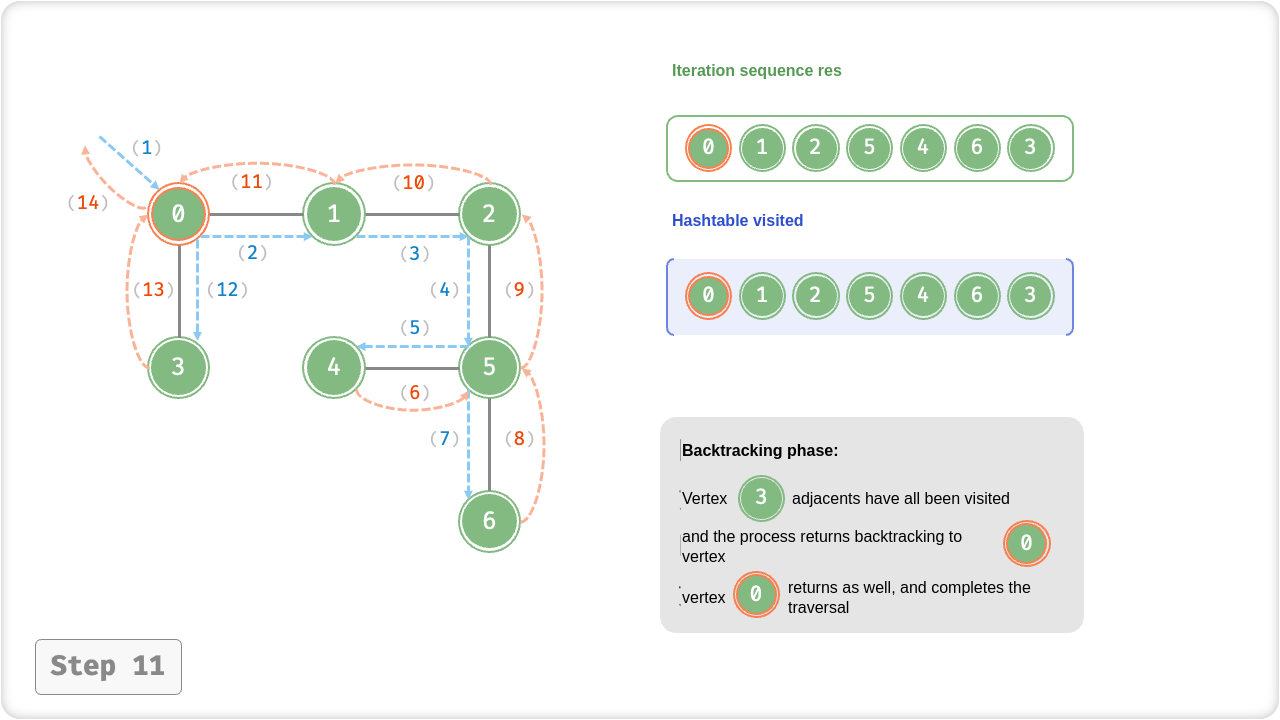 Iteration sequence res
0 1 2 5 4 6 3
Hashtable visited
0 1 2 5 4 6 3
(1)
(14)
(11)
(10)
0 1 2
(2)
(3)
(13)
(12)
(4)
(9)
(5)
3 4 5
(6)
(7)
(8)
6
Backtracking phase:
Vertex 3 adjacents have all been visited
and the process returns backtracking to
vertex 0
vertex 0 returns as well, and completes the
traversal
Step 11